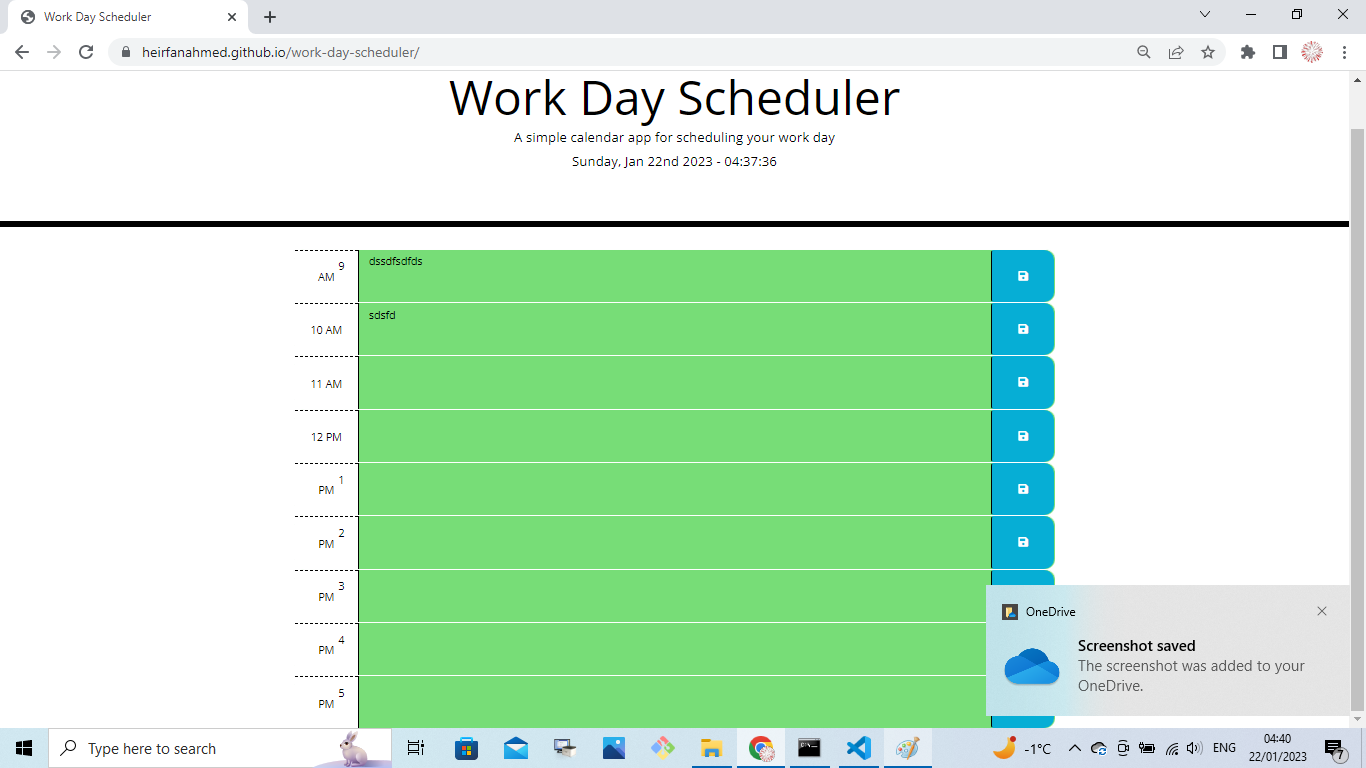 Work Day Scheduler
heirfanahmed.github.io/work-day-scheduler/
Work Day Scheduler
A simple calendar app for scheduling your work day
Sunday, Jan 22nd 2023 - 04:37:36
9
AM
dssdfsdfds
10 AM
sdsfd
11 AM
12 PM
1
PM
2
PM
3
PM
4
PM
5
PM
OneDrive
Screenshot saved
The screenshot was added to your
OneDrive.
Type here to search
-1°C
ENG
04:40
22/01/2023
7